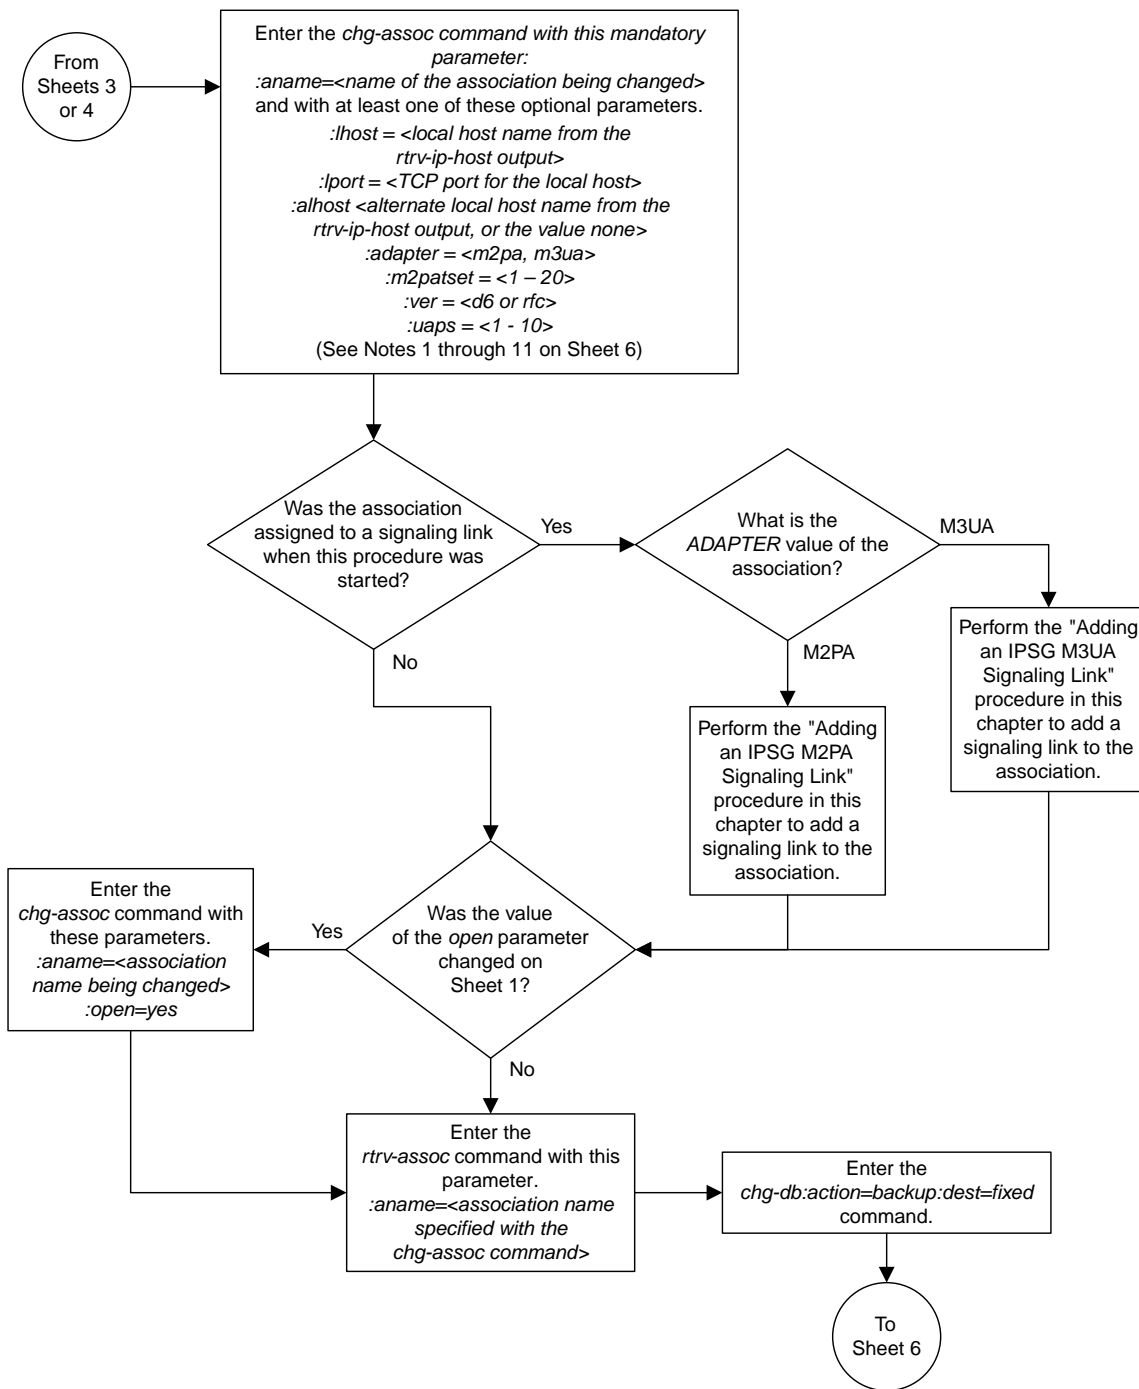 From
Sheets 3
or 4
Enter the chg-assoc command with this mandatory
parameter:
:aname=<name of the association being changed>
and with at least one of these optional parameters.
:lhost = <local host name from the
rtrv-ip-host output>
:lport = <TCP port for the local host>
:alhost <alternate local host name from the
rtrv-ip-host output, or the value none>
:adapter = <m2pa, m3ua>
:m2patset = <1 – 20>
:ver = <d6 or rfc>
:uaps = <1 - 10>
(See Notes 1 through 11 on Sheet 6)
Was the association
assigned to a signaling link
when this procedure was
started?
Yes
No
What is the
ADAPTER value of the
association?
M3UA
M2PA
Perform the "Adding
an IPSG M3UA
Signaling Link"
procedure in this
chapter to add a
signaling link to the
association.
Perform the "Adding
an IPSG M2PA
Signaling Link"
procedure in this
chapter to add a
signaling link to the
association.
Was the value
of the open parameter
changed on
Sheet 1?
Yes
No
Enter the
chg-assoc command with
these parameters.
:aname=<association
name being changed>
:open=yes
Enter the
rtrv-assoc command with this
parameter.
:aname=<association name
specified with the
chg-assoc command>
Enter the
chg-db:action=backup:dest=fixed
command.
To
Sheet 6